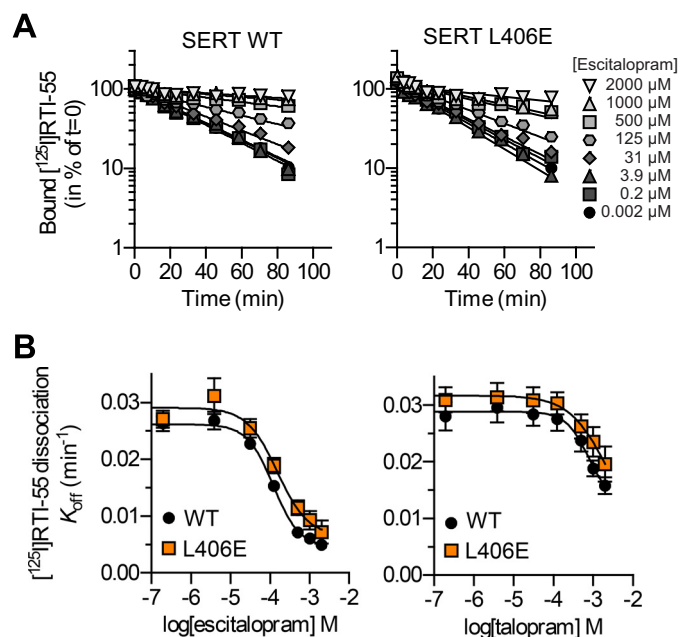 A
SERT WT
SERT L406E
Bound [¹²⁵I]RTI-55
(in % of t=0)
100
10
1
0 20 40 60 80 100
Time (min)
100
10
1
0 20 40 60 80 100
Time (min)
[Escitalopram]
2000 µM
1000 µM
500 µM
125 µM
31 µM
3.9 µM
0.2 µM
0.002 µM
B
[¹²⁵I]RTI-55 dissociation
Koff (min⁻¹)
0.03
0.02
0.01
0.00
WT
L406E
-7 -6 -5 -4 -3 -2
log[escitalopram] M
0.03
0.02
0.01
0.00
WT
L406E
-7 -6 -5 -4 -3 -2
log[talopram] M